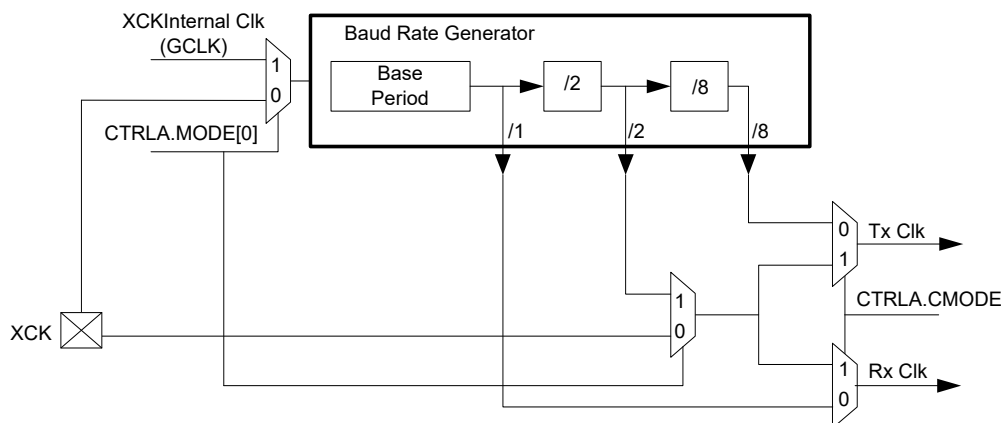 XCKInternal Clk
(GCLK)
Baud Rate Generator
1
0
Base
Period
/2
/8
CTRLA.MODE[0]
/1
/2
/8
0
1
Tx Clk
1
0
CTRLA.CMODE
XCK
1
0
Rx Clk